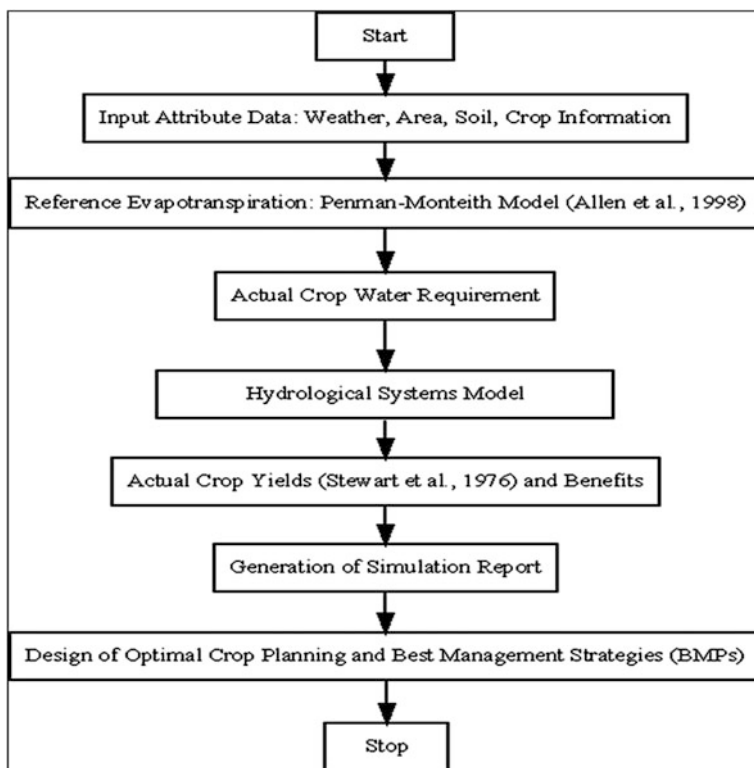 Start
Input Attribute Data: Weather, Area, Soil, Crop Information
Reference Evapotranspiration: Penman-Monteith Model (Allen et al., 1998)
Actual Crop Water Requirement
Hydrological Systems Model
Actual Crop Yields (Stewart et al., 1976) and Benefits
Generation of Simulation Report
Design of Optimal Crop Planning and Best Management Strategies (BMPs)
Stop